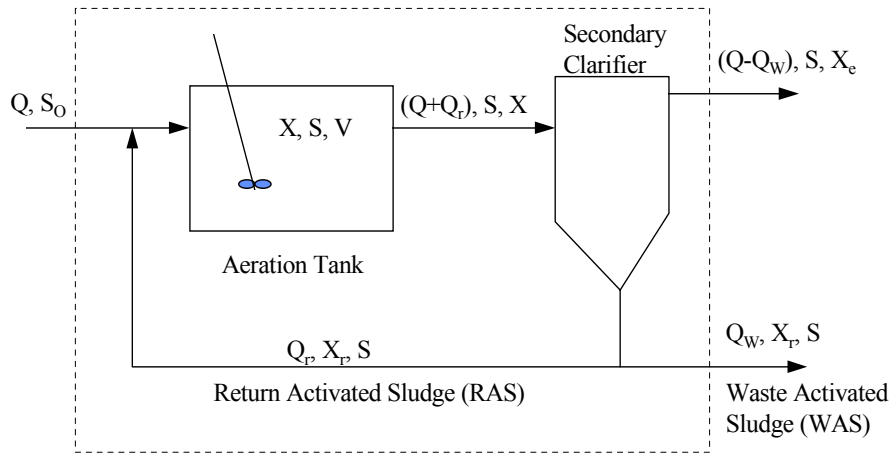 Secondary
Clarifier
(Q-Q_W), S, X_e
Q, S_O
(Q+Q_r), S, X
X, S, V
Aeration Tank
Q_r, X_r, S
Q_W, X_r, S
Return Activated Sludge (RAS)
Waste Activated
Sludge (WAS)